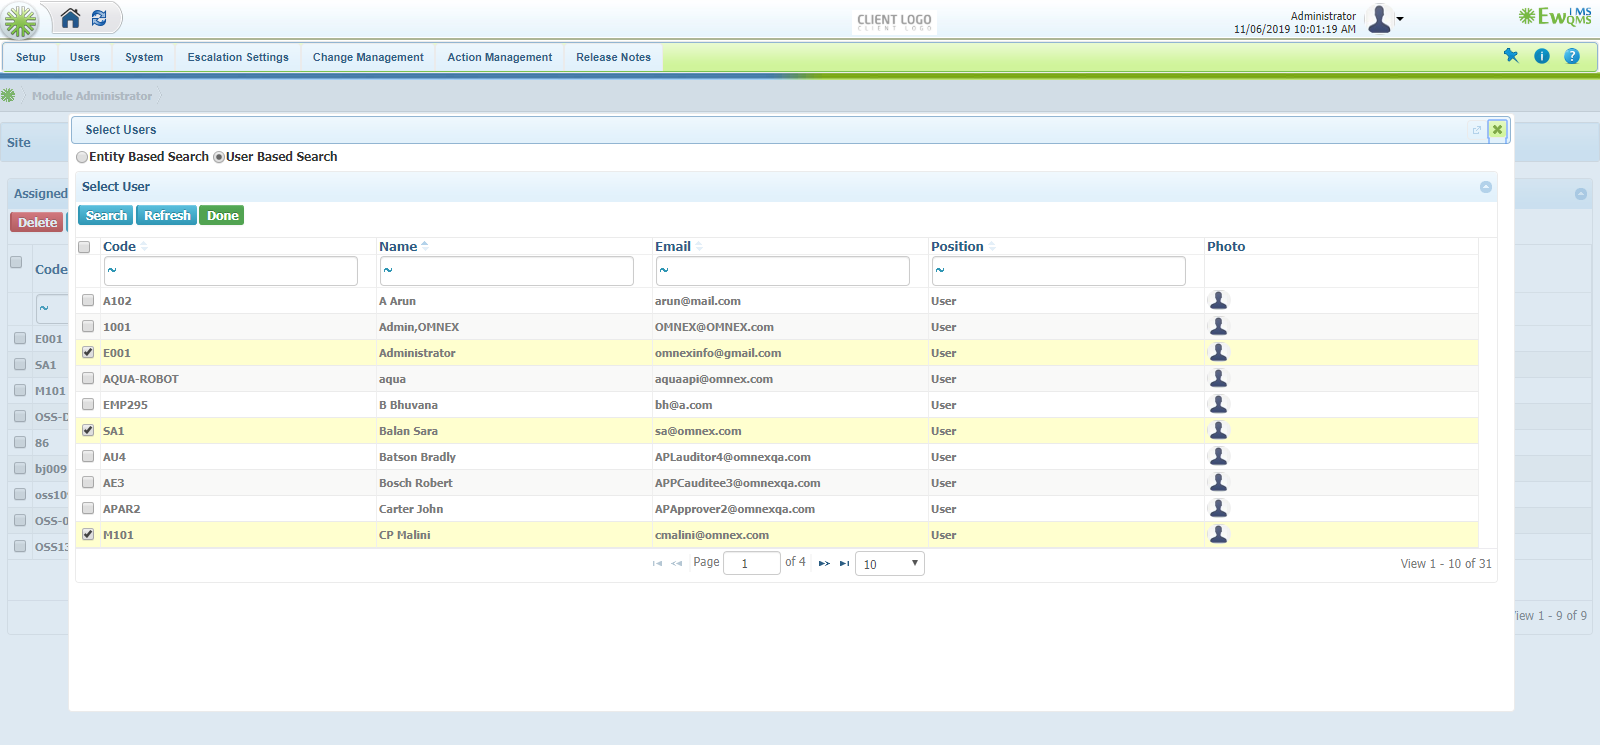 CLIENT LOGO
CLIENT LOGO
Administrator
11/06/2019 10:01:19 AM
EwQMS
IMS
Setup Users System Escalation Settings Change Management Action Management Release Notes
Module Administrator
Select Users
Site
Entity Based Search User Based Search
Select User
Assigned
Search Refresh Done
Delete
Code Name Email Position Photo
Code
~ ~ ~ ~
~
A102 A Arun arun@mail.com User
1001 Admin,OMNEX OMNEX@OMNEX.com User
E001
E001 Administrator omnexinfo@gmail.com User
SA1
AQUA-ROBOT aqua aquaapi@omnex.com User
M101
EMP295 B Bhuvana bh@a.com User
OSS-D
SA1 Balan Sara sa@omnex.com User
86
AU4 Batson Bradly APLauditor4@omnexqa.com User
bj009
AE3 Bosch Robert APPCauditee3@omnexqa.com User
oss10
APAR2 Carter John APApprover2@omnexqa.com User
OSS-0
M101 CP Malini cmalini@omnex.com User
OSS13
Page 1 of 4 10 View 1 - 10 of 31
iew 1 - 9 of 9